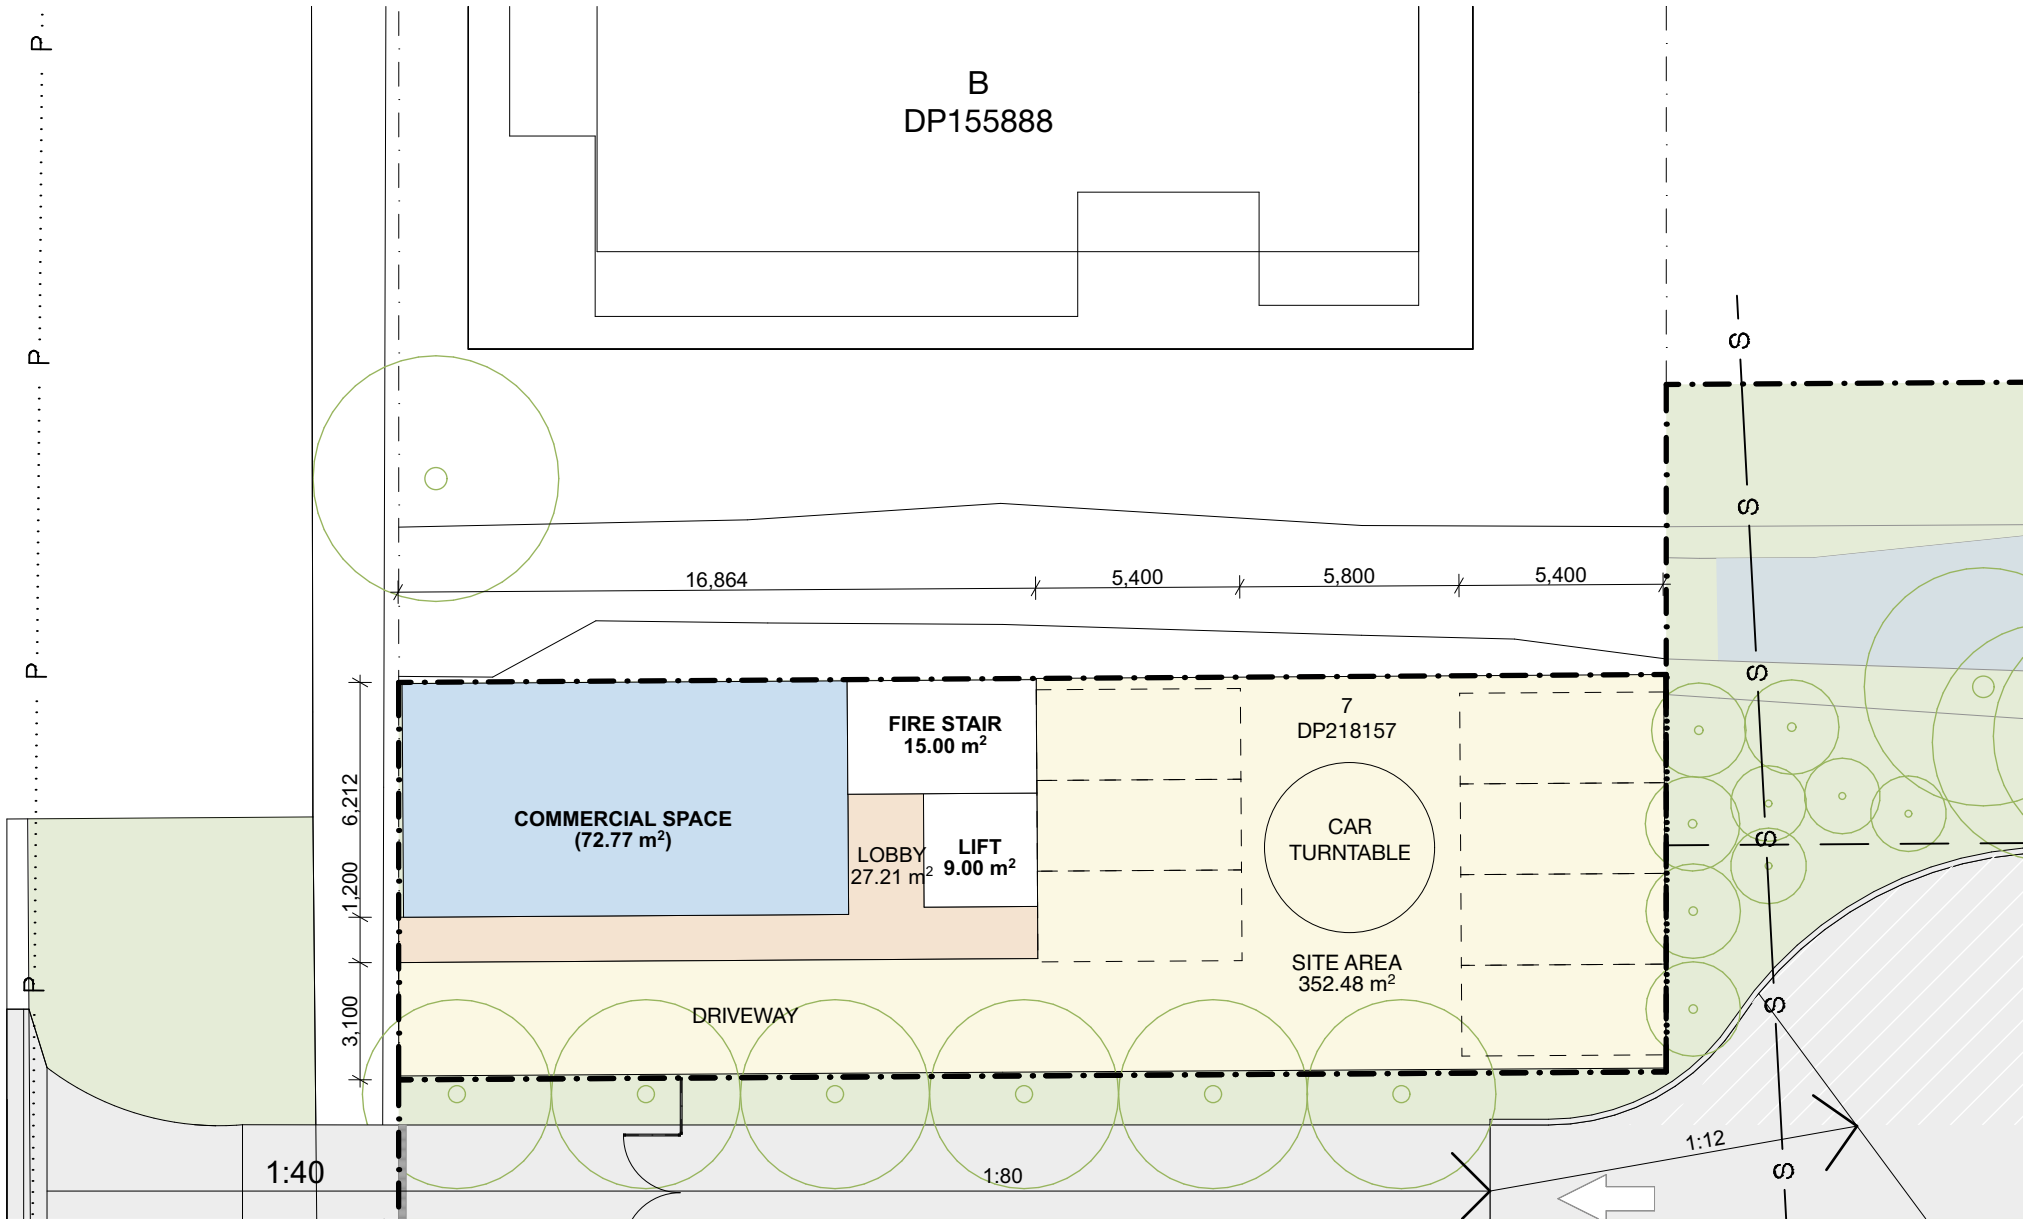 P
B
DP155888
S
P
S
16,864
5,400
5,800
5,400
P
S
7
DP218157
FIRE STAIR
15.00 m²
6,212
COMMERCIAL SPACE
(72.77 m²)
CAR
TURNTABLE
S
LOBBY
27.21 m²
LIFT
9.00 m²
1,200
SITE AREA
352.48 m²
P
S
3,100
DRIVEWAY
1:12
1:40
1:80
S